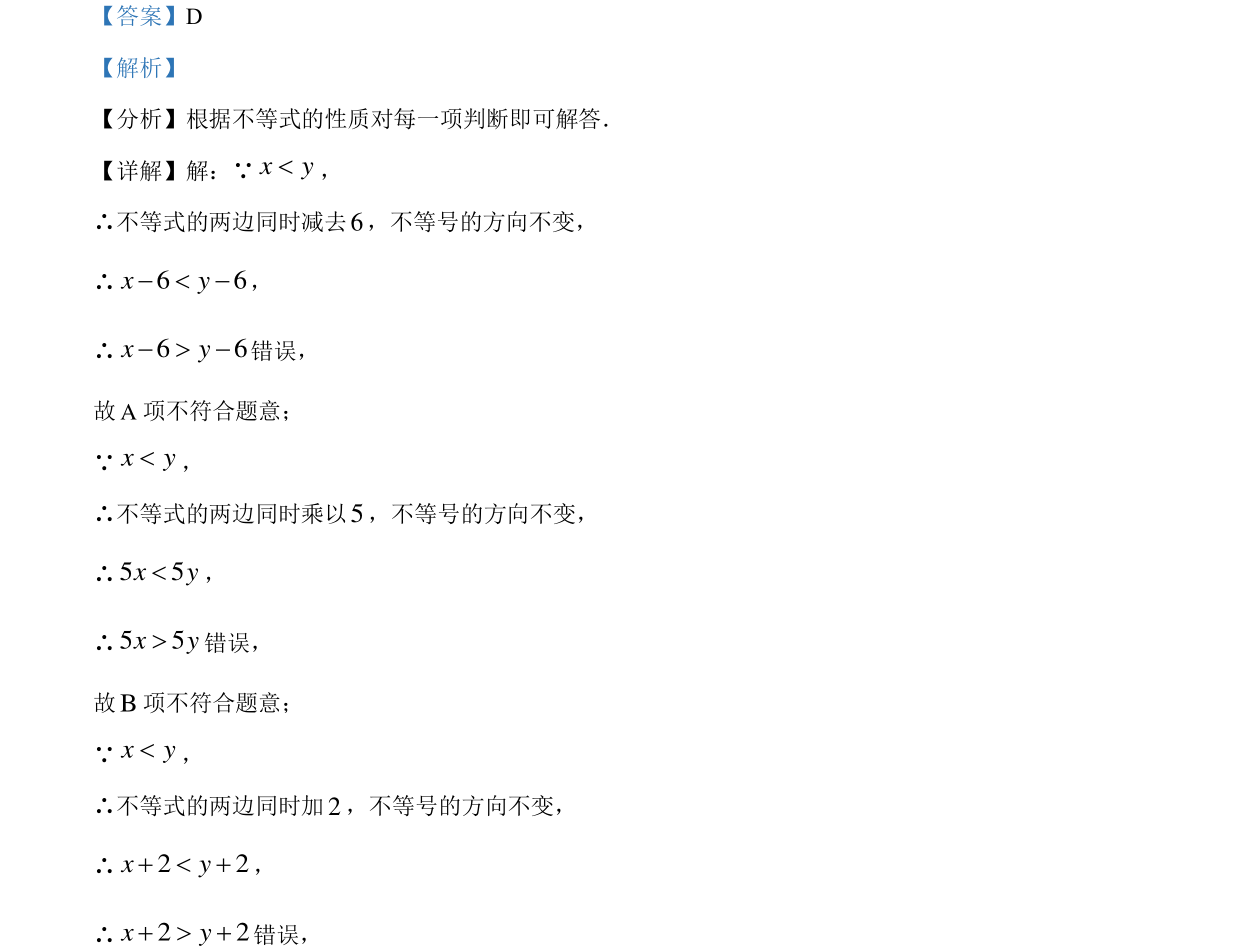 【答案】D
【解析】
【分析】根据不等式的性质对每一项判断即可解答．
【详解】解：∵x < y，
∴不等式的两边同时减去6，不等号的方向不变，
∴x−6 < y−6，
∴x−6 > y−6错误，
故A 项不符合题意；
∵x < y，
∴不等式的两边同时乘以5，不等号的方向不变，
∴5x < 5y，
∴5x > 5y错误，
故B 项不符合题意；
∵x < y，
∴不等式的两边同时加2，不等号的方向不变，
∴x+2 < y+2，
∴x+2 > y+2错误，